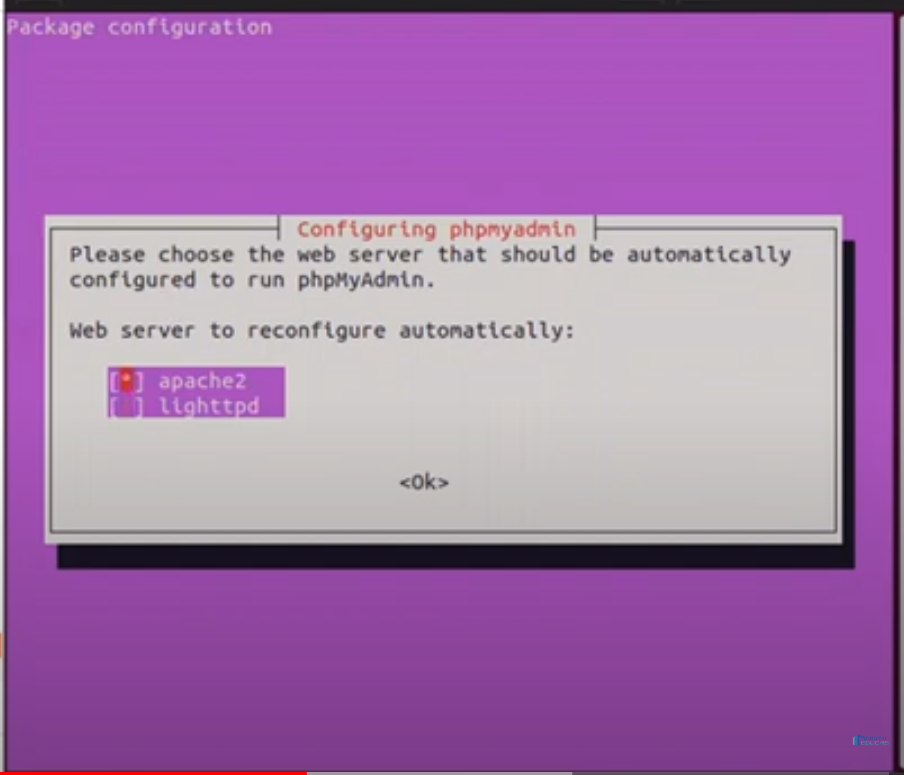 Package configuration
Configuring phpmyadmin
Please choose the web server that should be automatically
configured to run phpMyAdmin.
Web server to reconfigure automatically:
[*] apache2
[ ] lighttpd
<Ok>